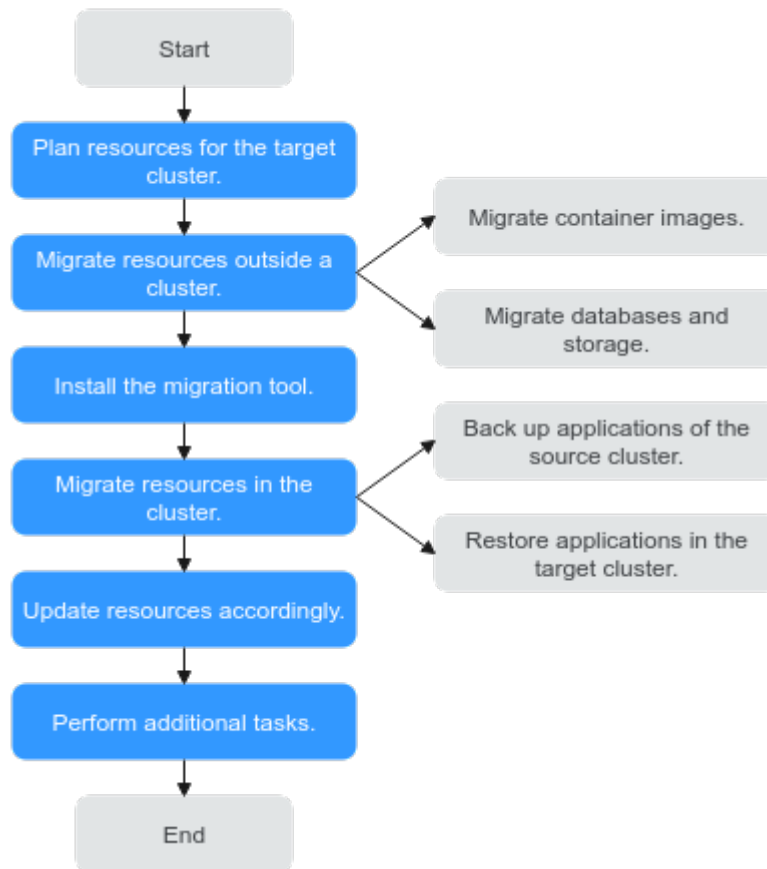 Start
Plan resources for the target
cluster.
Migrate resources outside a
cluster.
Migrate container images.
Migrate databases and
storage.
Install the migration tool.
Migrate resources in the
cluster.
Back up applications of the
source cluster.
Restore applications in the
target cluster.
Update resources accordingly.
Perform additional tasks.
End